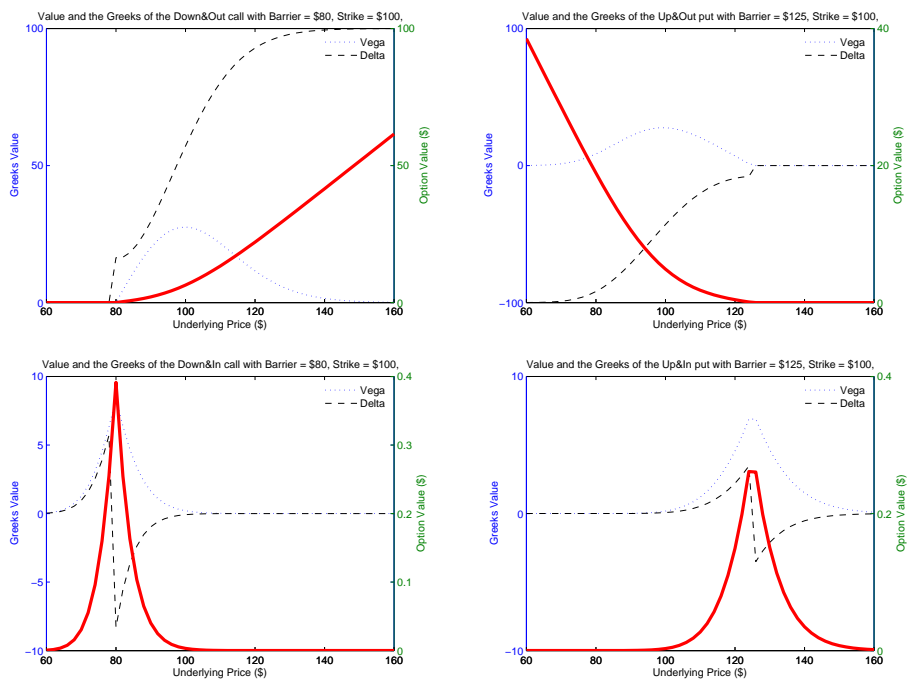 Value and the Greeks of the Down&Out call with Barrier = $80, Strike = $100,
100
50
0
Greeks Value
Vega
Delta
100
50
0
Option Value ($)
60 80 100 120 140 160
Underlying Price ($)
Value and the Greeks of the Up&Out put with Barrier = $125, Strike = $100,
100
0
−100
Greeks Value
Vega
Delta
40
20
0
Option Value ($)
60 80 100 120 140 160
Underlying Price ($)
Value and the Greeks of the Down&In call with Barrier = $80, Strike = $100,
10
5
0
−5
−10
Greeks Value
Vega
Delta
0.4
0.3
0.2
0.1
0
Option Value ($)
60 80 100 120 140 160
Underlying Price ($)
Value and the Greeks of the Up&In put with Barrier = $125, Strike = $100,
10
0
−10
Greeks Value
Vega
Delta
0.4
0.2
0
Option Value ($)
60 80 100 120 140 160
Underlying Price ($)